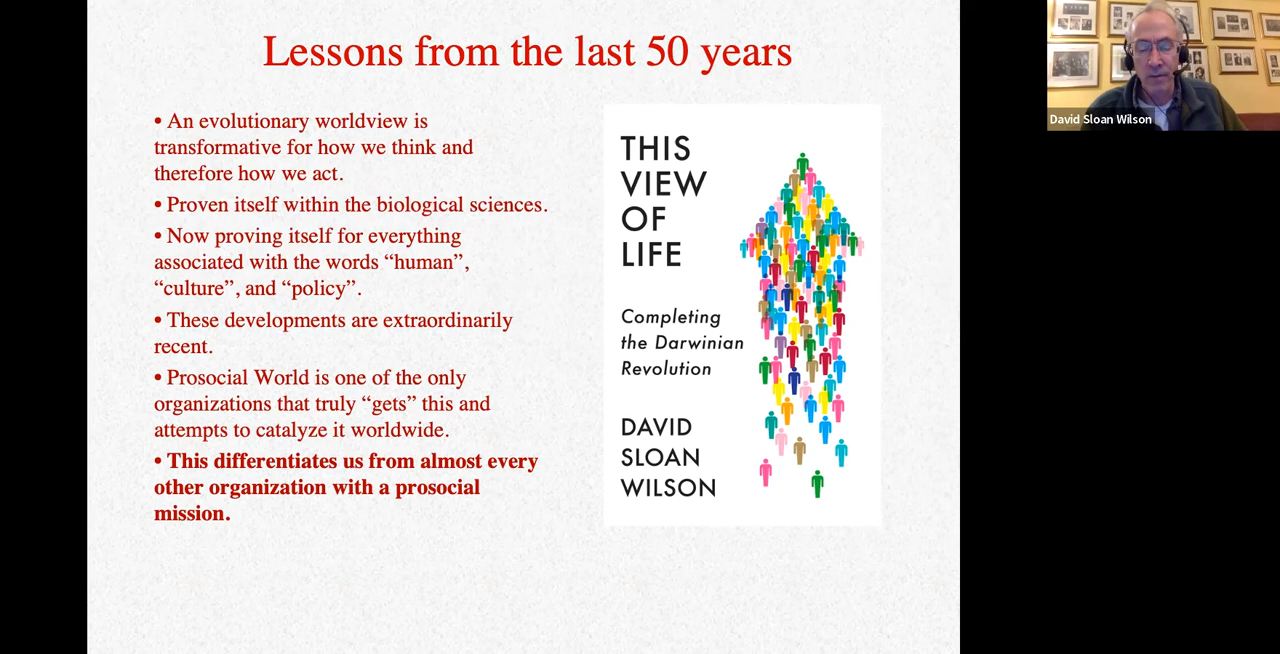 Lessons from the last 50 years
• An evolutionary worldview is
transformative for how we think and
therefore how we act.
• Proven itself within the biological sciences.
• Now proving itself for everything
associated with the words “human”,
“culture”, and “policy”.
• These developments are extraordinarily
recent.
• Prosocial World is one of the only
organizations that truly “gets” this and
attempts to catalyze it worldwide.
• This differentiates us from almost every
other organization with a prosocial
mission.
THIS
VIEW
OF
LIFE
Completing
the Darwinian
Revolution
DAVID
SLOAN
WILSON
David Sloan Wilson